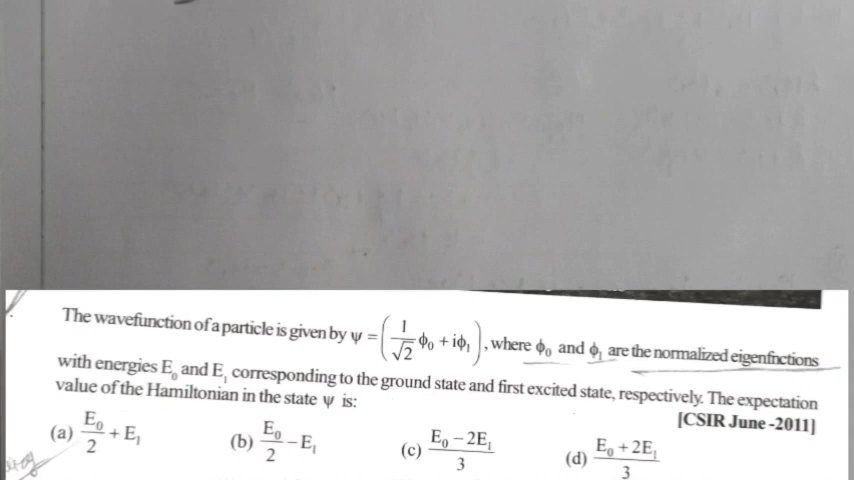 The wavefunction of a particle is given by ψ = (1/√2 ϕ₀ + iϕ₁), where ϕ₀ and ϕ₁ are the normalized eigenfnctions
with energies E₀ and E₁ corresponding to the ground state and first excited state, respectively. The expectation
value of the Hamiltonian in the state ψ is:
[CSIR June -2011]
(a) E₀/2 + E₁ (b) E₀/2 − E₁ (c) (E₀ − 2E₁)/3 (d) (E₀ + 2E₁)/3